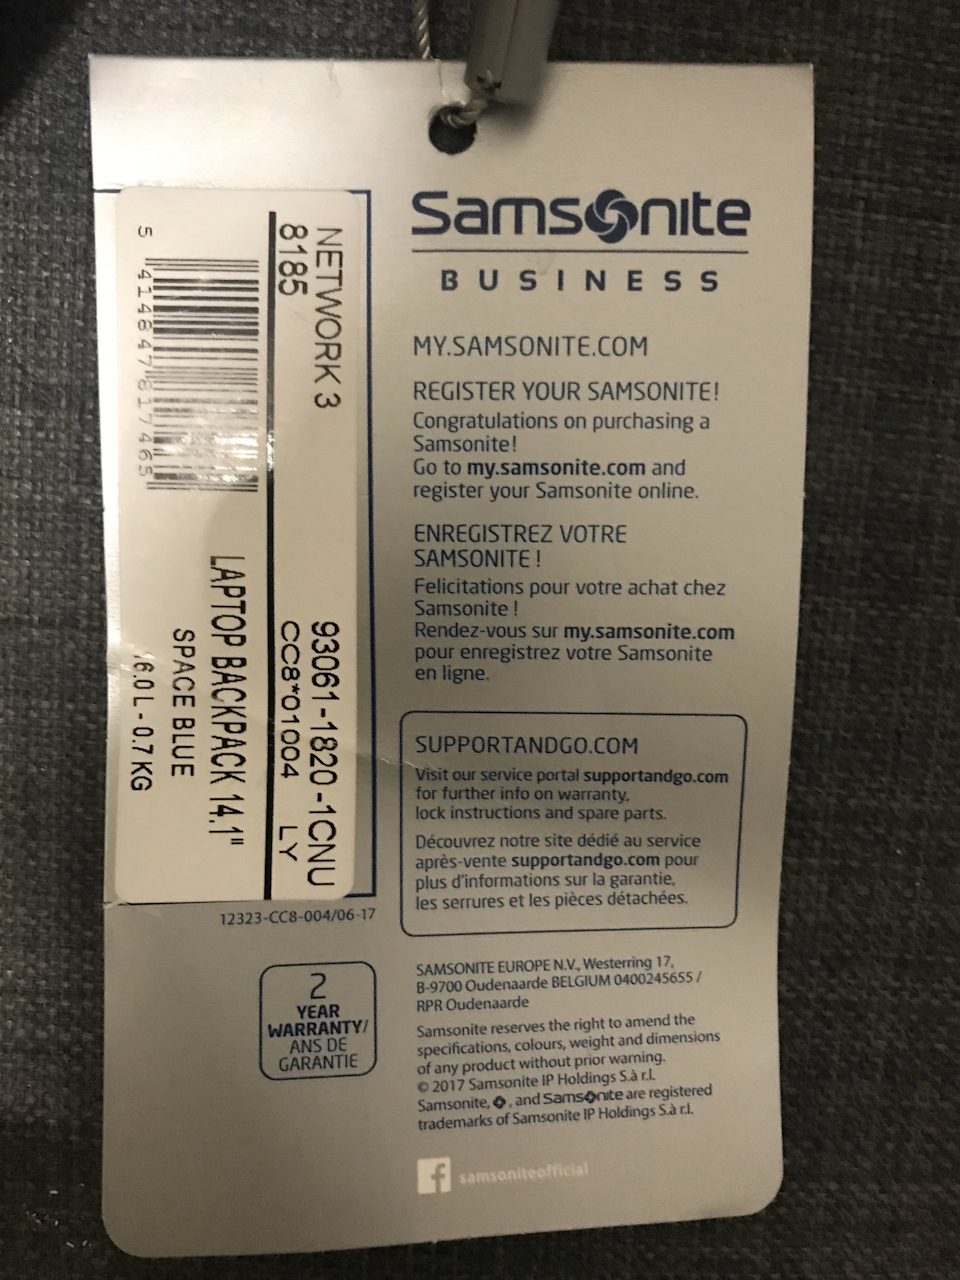 Samsonite
BUSINESS
MY.SAMSONITE.COM
REGISTER YOUR SAMSONITE!
Congratulations on purchasing a
Samsonite!
Go to my.samsonite.com and
register your Samsonite online.
ENREGISTREZ VOTRE
SAMSONITE !
Felicitations pour votre achat chez
Samsonite !
Rendez-vous sur my.samsonite.com
pour enregistrez votre Samsonite
en ligne.
SUPPORTANDGO.COM
Visit our service portal supportandgo.com
for further info on warranty,
lock instructions and spare parts.
Découvrez notre site dédié au service
après-vente supportandgo.com pour
plus d'informations sur la garantie,
les serrures et les pièces détachées.
SAMSONITE EUROPE N.V., Westerring 17,
B-9700 Oudenaarde BELGIUM 0400245655 /
RPR Oudenaarde
Samsonite reserves the right to amend the
specifications, colours, weight and dimensions
of any product without prior warning.
© 2017 Samsonite IP Holdings S.à r.l.
Samsonite, , and Samsonite are registered
trademarks of Samsonite IP Holdings S.à r.l.
samsoniteofficial
NETWORK 3 93061-1820-1CNU
8185 CC8*01004 LY
5 414847817465
LAPTOP BACKPACK 14.1"
SPACE BLUE
16.0 L - 0.7 KG
12323-CC8-004/06-17
2
YEAR
WARRANTY/
ANS DE
GARANTIE